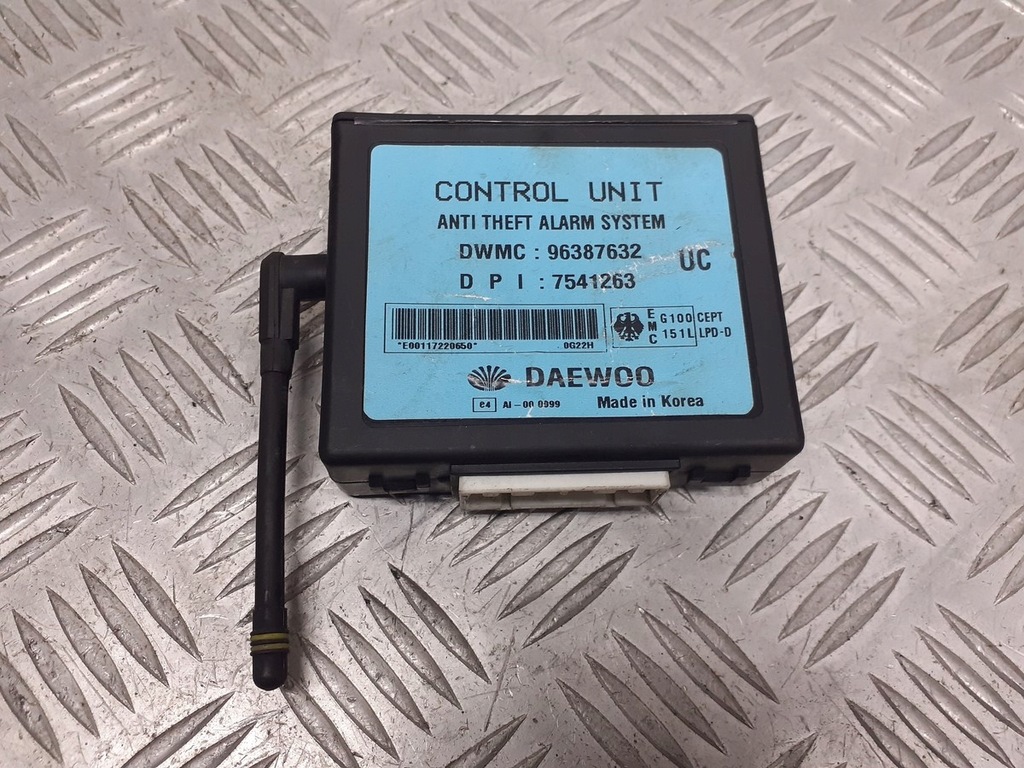 CONTROL UNIT
ANTI THEFT ALARM SYSTEM
DWMC : 96387632
UC
D P I : 7541263
*E00117220650* 0G22H
EMC
G100
151L
CEPT
LPD-D
DAEWOO
e4 AI-00 0999 Made in Korea